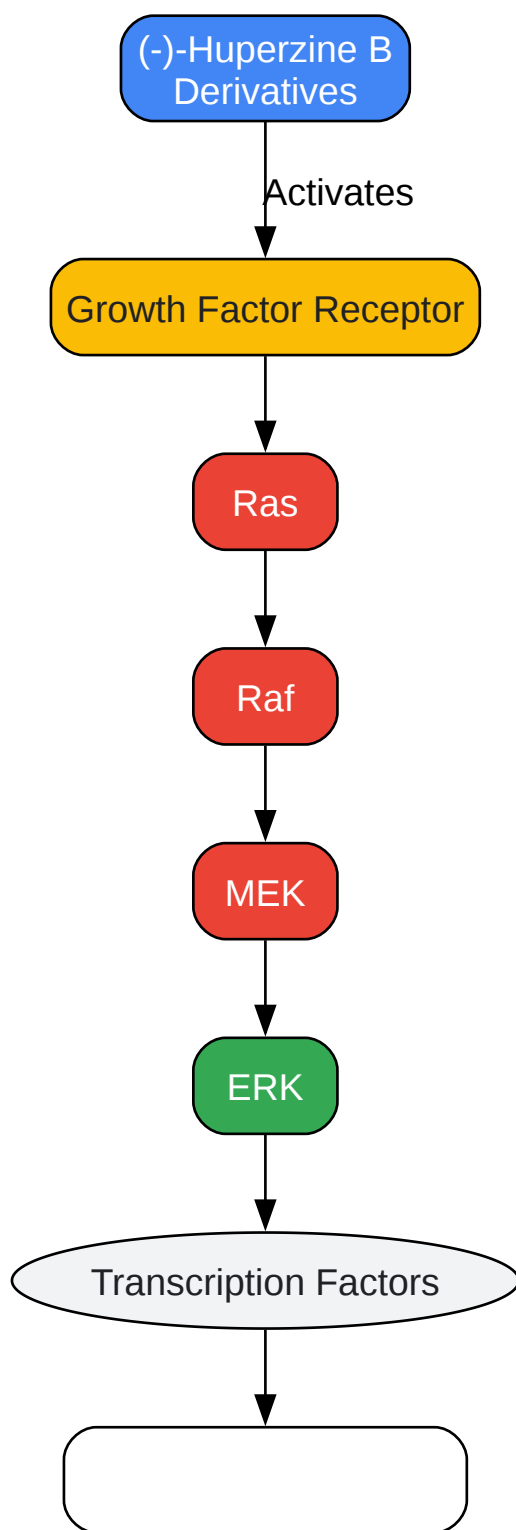 (-)-Huperzine B
Derivatives
Activates
Growth Factor Receptor
Ras
Raf
MEK
ERK
Transcription Factors